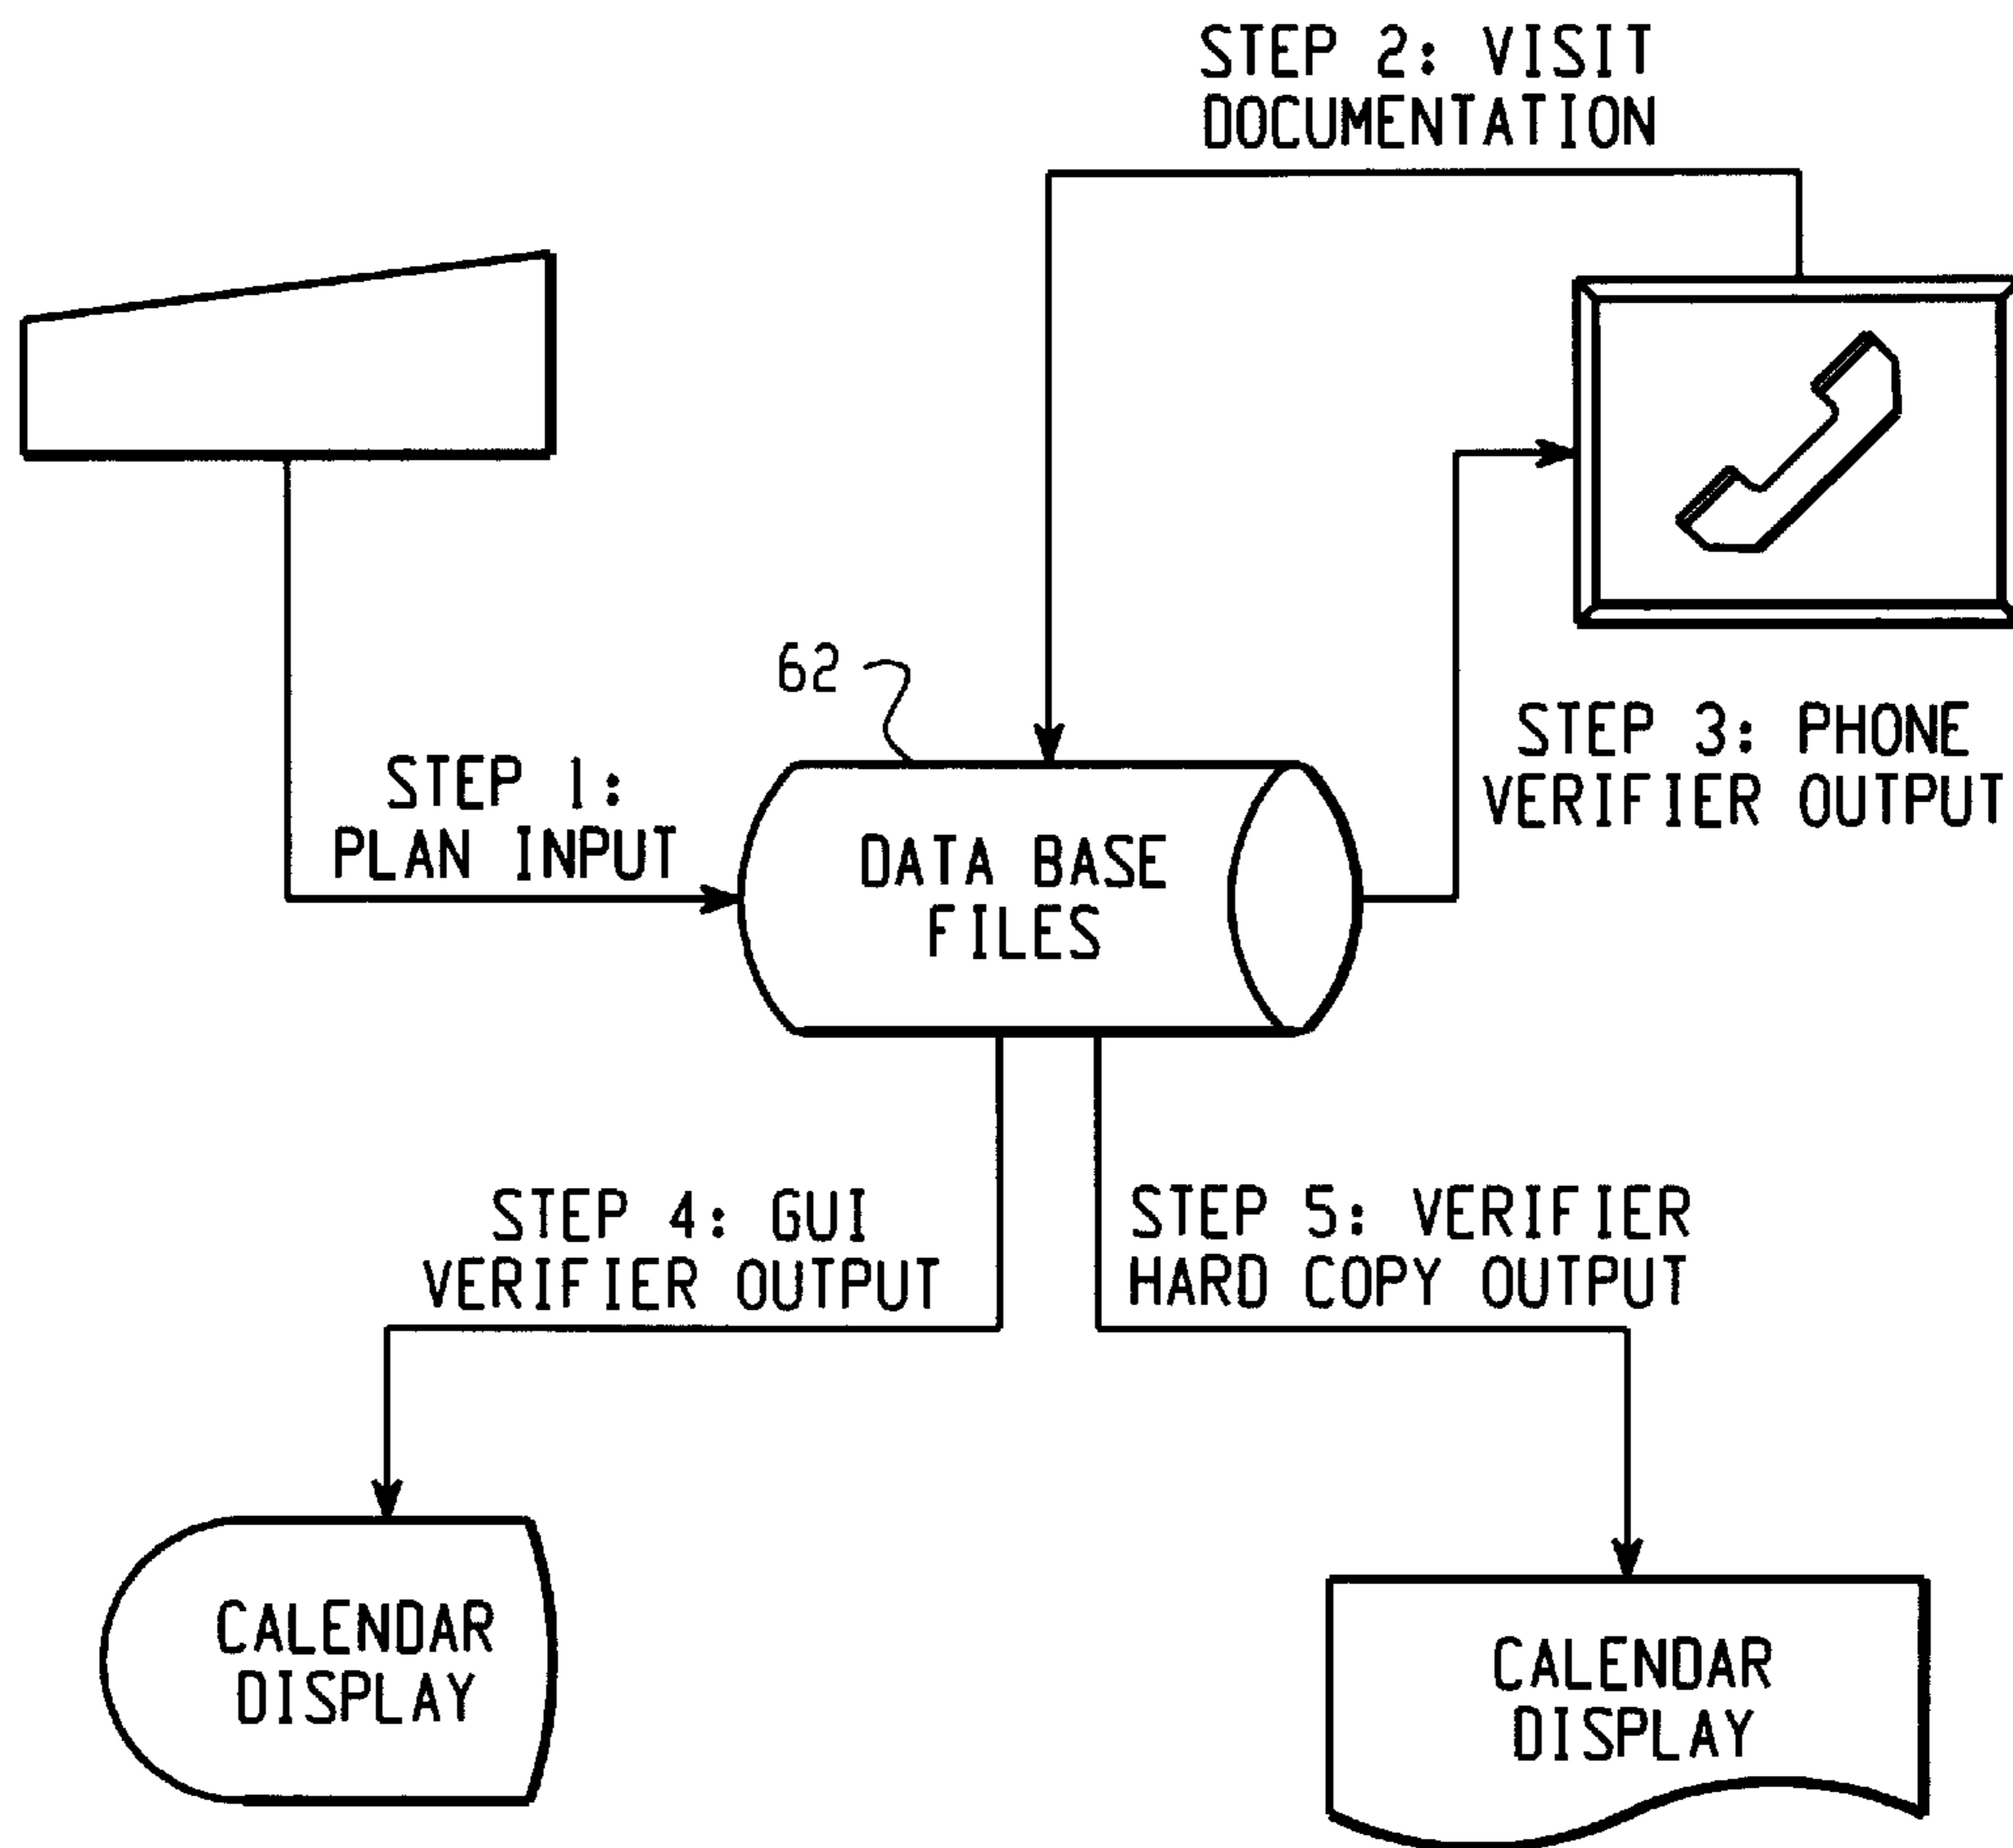 STEP 2: VISIT
DOCUMENTATION
62
STEP 3: PHONE
VERIFIER OUTPUT
STEP 1:
PLAN INPUT
DATA BASE
FILES
STEP 4: GUI
VERIFIER OUTPUT
STEP 5: VERIFIER
HARD COPY OUTPUT
CALENDAR
DISPLAY
CALENDAR
DISPLAY